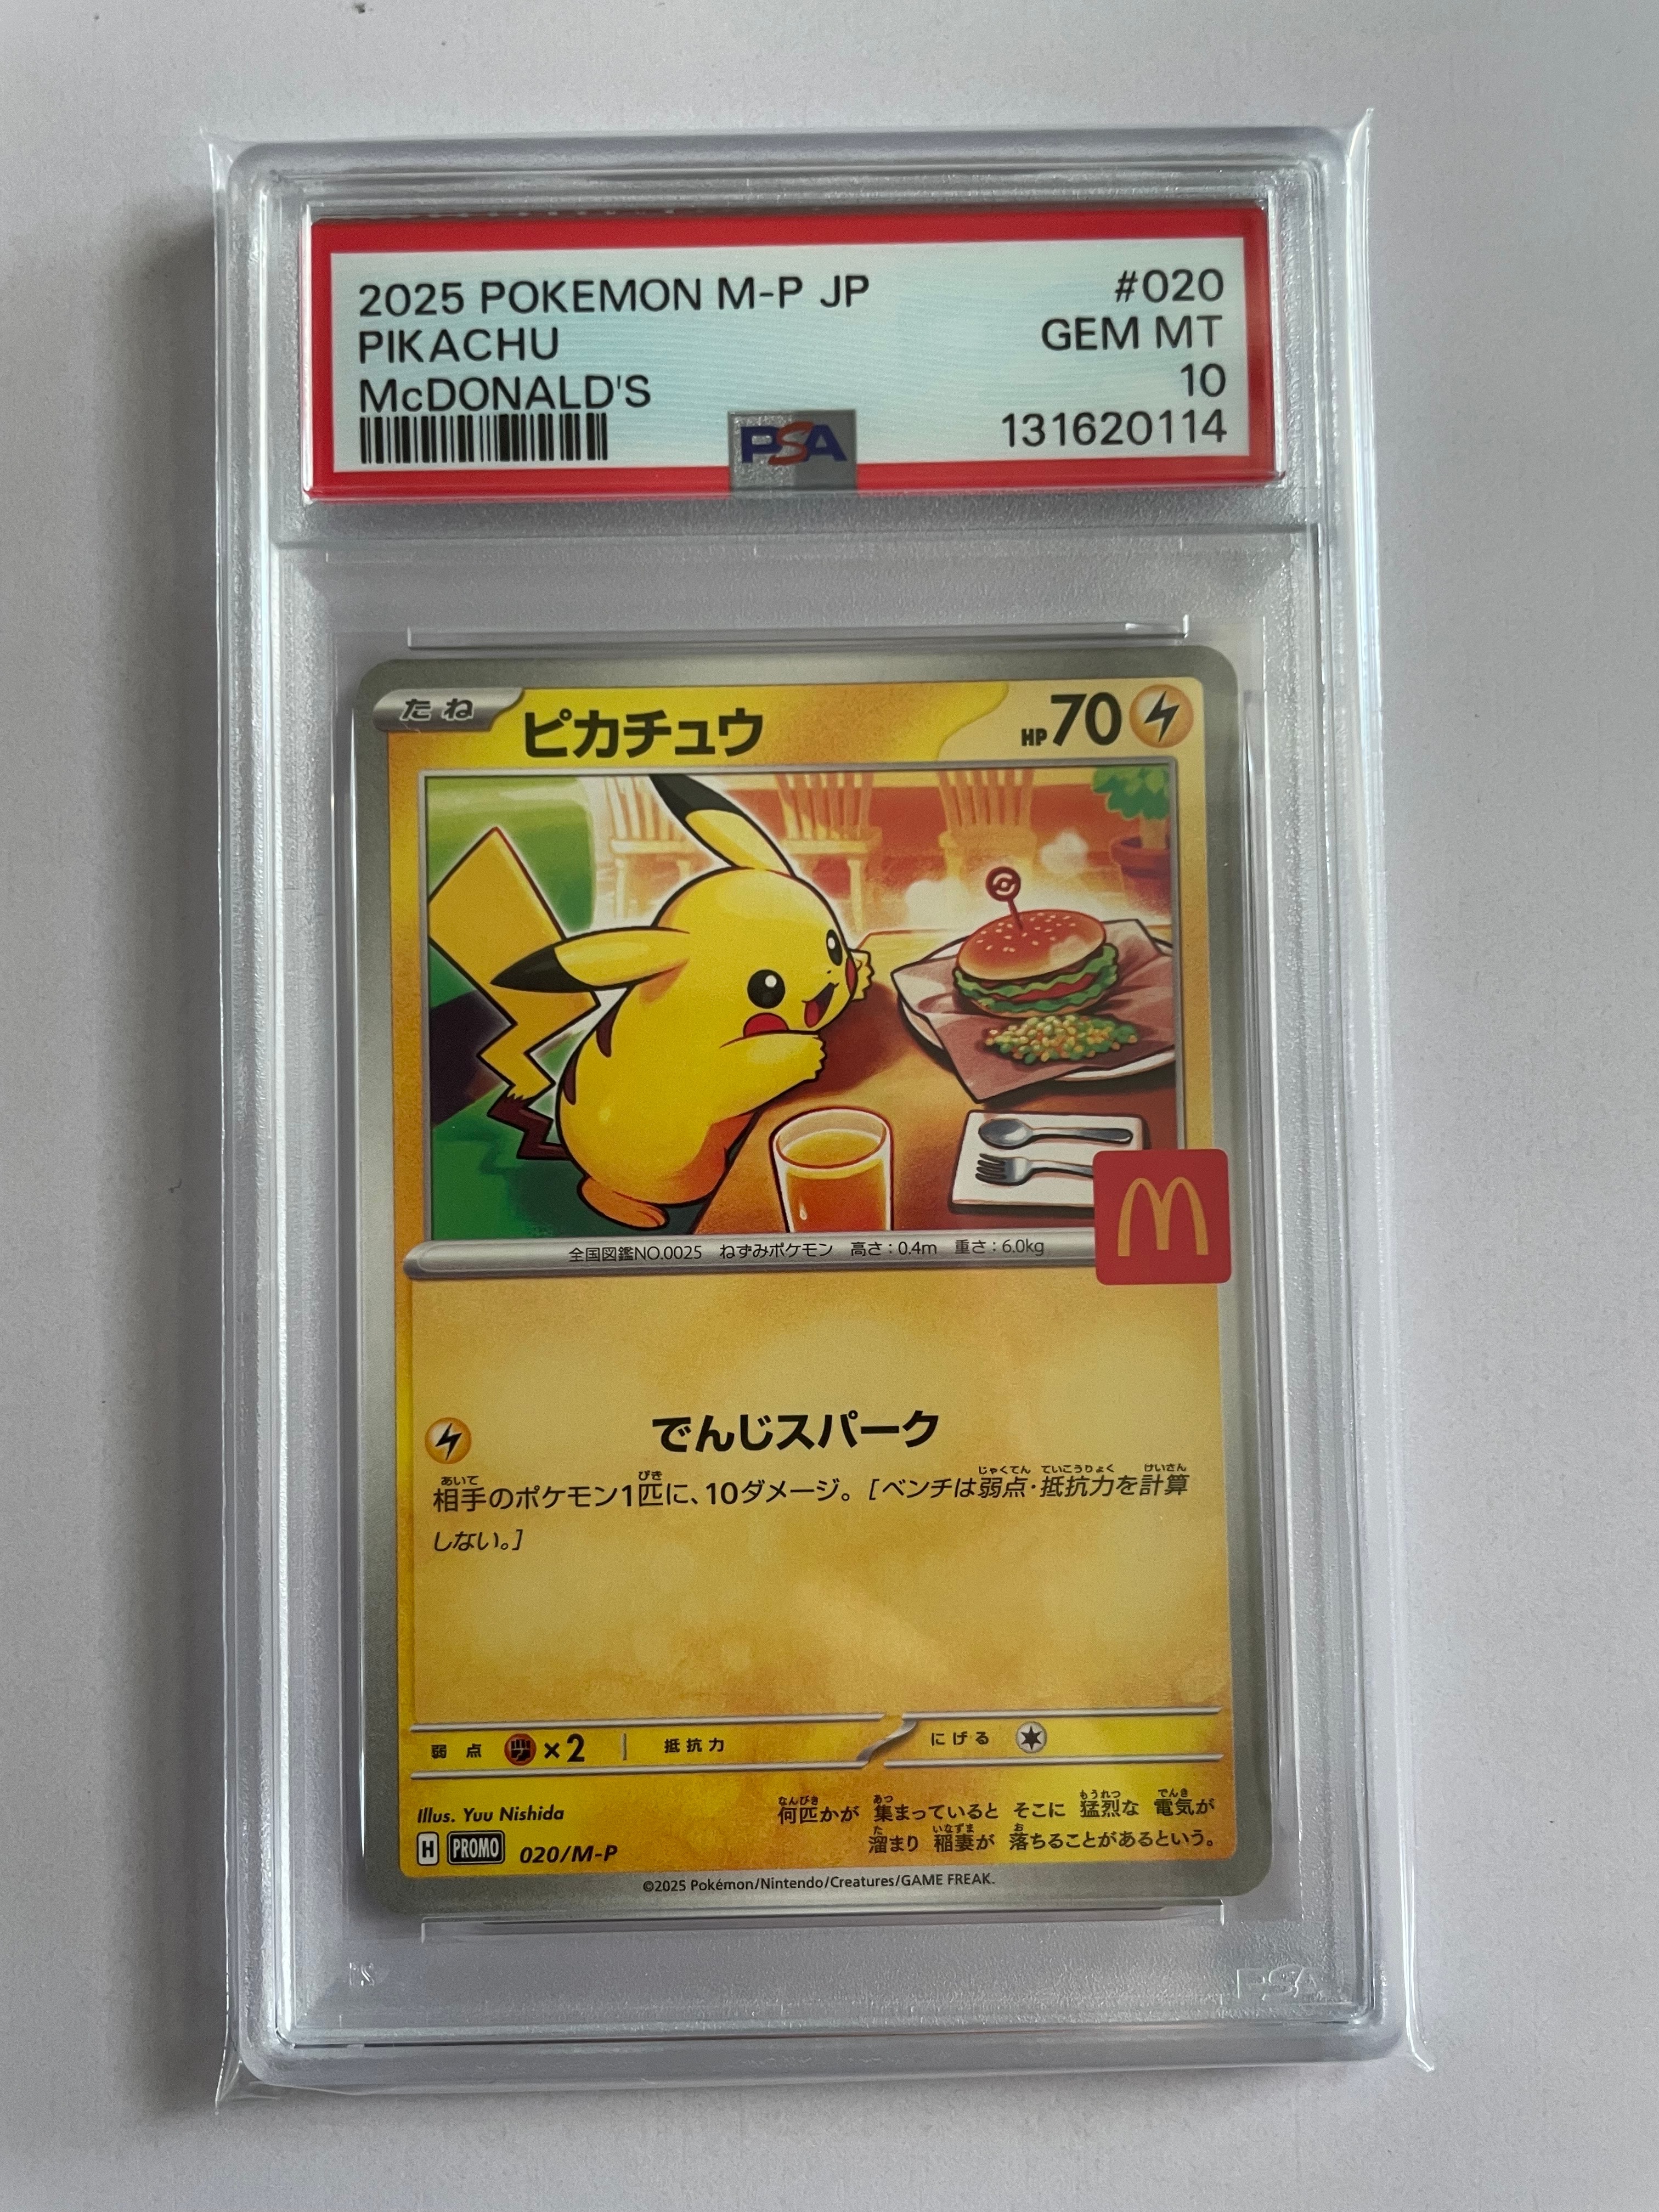 2025 POKEMON M-P JP #020
PIKACHU GEM MT
McDONALD'S 10
PSA 131620114
たね ピカチュウ HP70
M
全国図鑑NO.0025 ねずみポケモン 高さ:0.4m 重さ:6.0kg
でんじスパーク
あいて ぴき じゃくてん ていこうりょく けいさん
相手のポケモン1匹に、10ダメージ。[ベンチは弱点・抵抗力を計算
しない。]
弱点 ×2 抵抗力 にげる
Illus. Yuu Nishida
なんびき あつ もうれつ でんき
何匹かが 集まっていると そこに 猛烈な 電気が
た いなずま お
溜まり 稲妻が 落ちることがあるという。
H PROMO 020/M-P
©2025 Pokémon/Nintendo/Creatures/GAME FREAK.
PSA